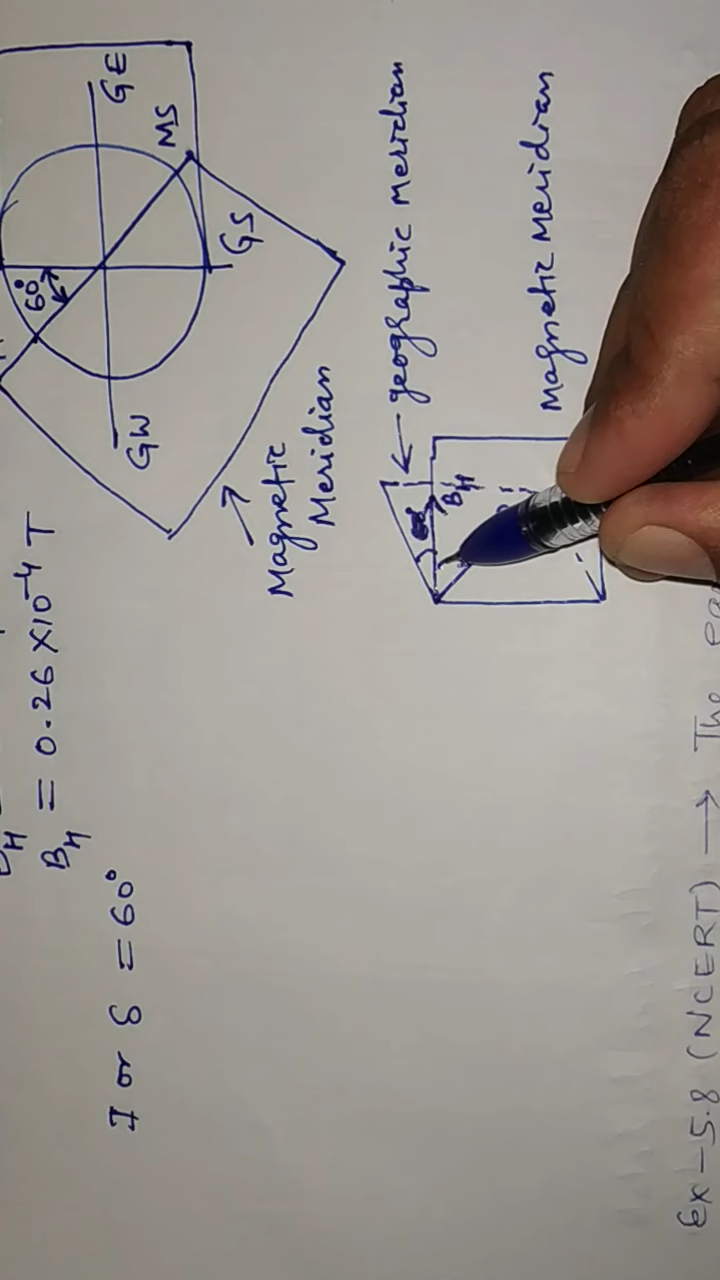 GE
MS
GS
60°
GW
Magnetic
Meridian
← geographic meridian
Magnetic Meridian
B_H
B_H = 0.26 × 10⁻⁴ T
I or δ = 60°
Ex - 5.8 (NCERT) → The